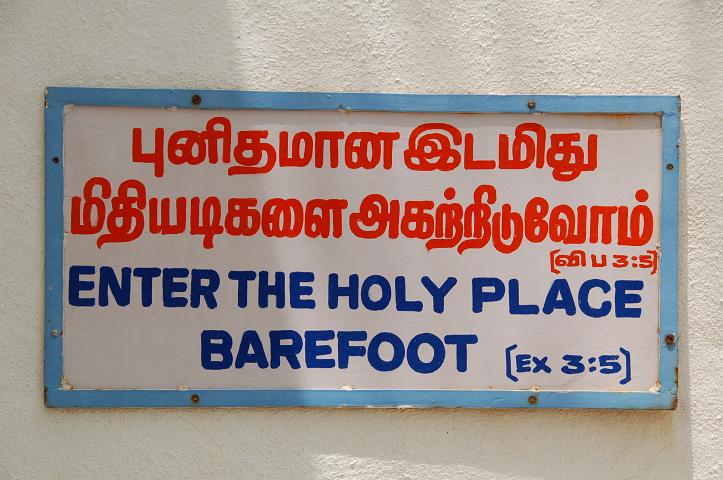 புனிதமான இடமிது
மிதியடிகளை அகற்றிடுவோம்
[வி ப 3:5]
ENTER THE HOLY PLACE
BAREFOOT [EX 3:5]